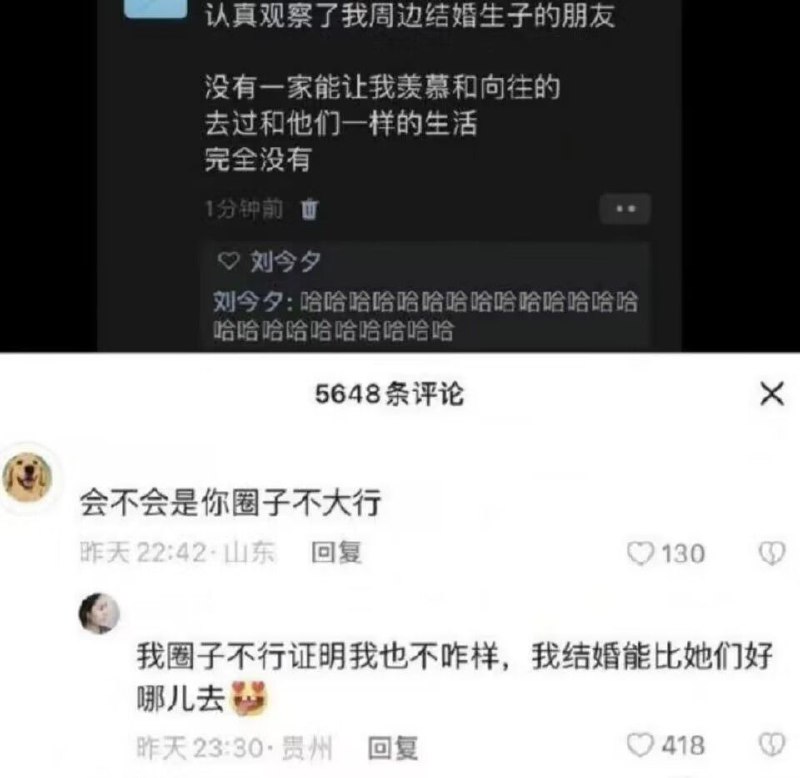 认真观察了我周边结婚生子的朋友
没有一家能让我羡慕和向往的
去过和他们一样的生活
完全没有
1分钟前
刘今夕
刘今夕: 哈哈哈哈哈哈哈哈哈哈哈哈哈哈
哈哈哈哈哈哈哈哈哈哈
5648条评论
会不会是你圈子不大行
昨天 22:42 · 山东 回复
130
我圈子不行证明我也不咋样，我结婚能比她们好
哪儿去
昨天 23:30 · 贵州 回复
418